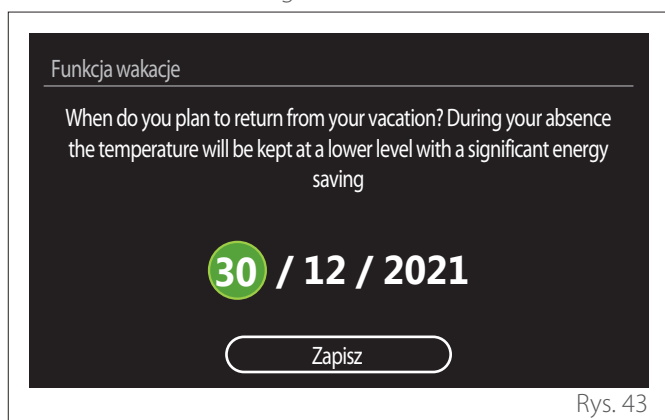 Funkcja wakacje
When do you plan to return from your vacation? During your absence
the temperature will be kept at a lower level with a significant energy
saving
30 / 12 / 2021
Zapisz
Rys. 43